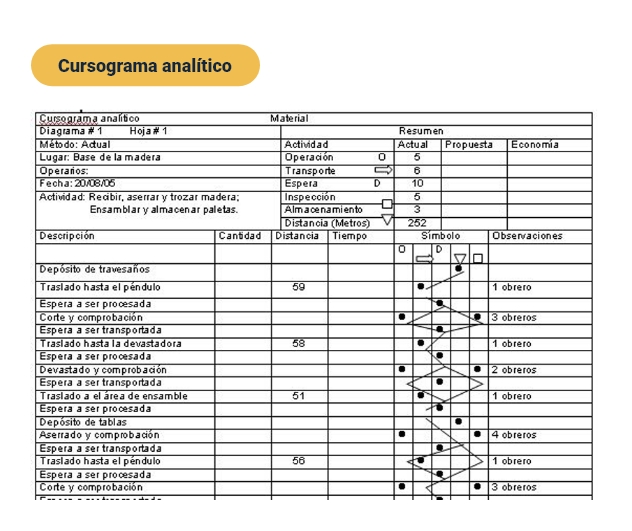 Cursograma analítico
Cursograma analítico Material
Diagrama # 1 Hoja # 1 Resumen
Método: Actual Actividad Actual Propuesta Economía
Lugar: Base de la madera Operación O 5
Operarios: Transporte 6
Fecha: 20/08/05 Espera D 10
Actividad: Recibir, aserrar y trozar madera; Inspección 5
Ensamblar y almacenar paletas. Almacenamiento 3
Distancia (Metros) 252
Descripción Cantidad Distancia Tiempo Símbolo Observaciones
O D
Depósito de travesaños
Traslado hasta el péndulo 59 1 obrero
Espera a ser procesada
Corte y comprobación 3 obreros
Espera a ser transportada
Traslado hasta la devastadora 58 1 obrero
Espera a ser procesada
Devastado y comprobación 2 obreros
Espera a ser transportada
Traslado a el área de ensamble 51 1 obrero
Espera a ser procesada
Depósito de tablas
Aserrado y comprobación 4 obreros
Espera a ser transportada
Traslado hasta el péndulo 56 1 obrero
Espera a ser procesada
Corte y comprobación 3 obreros